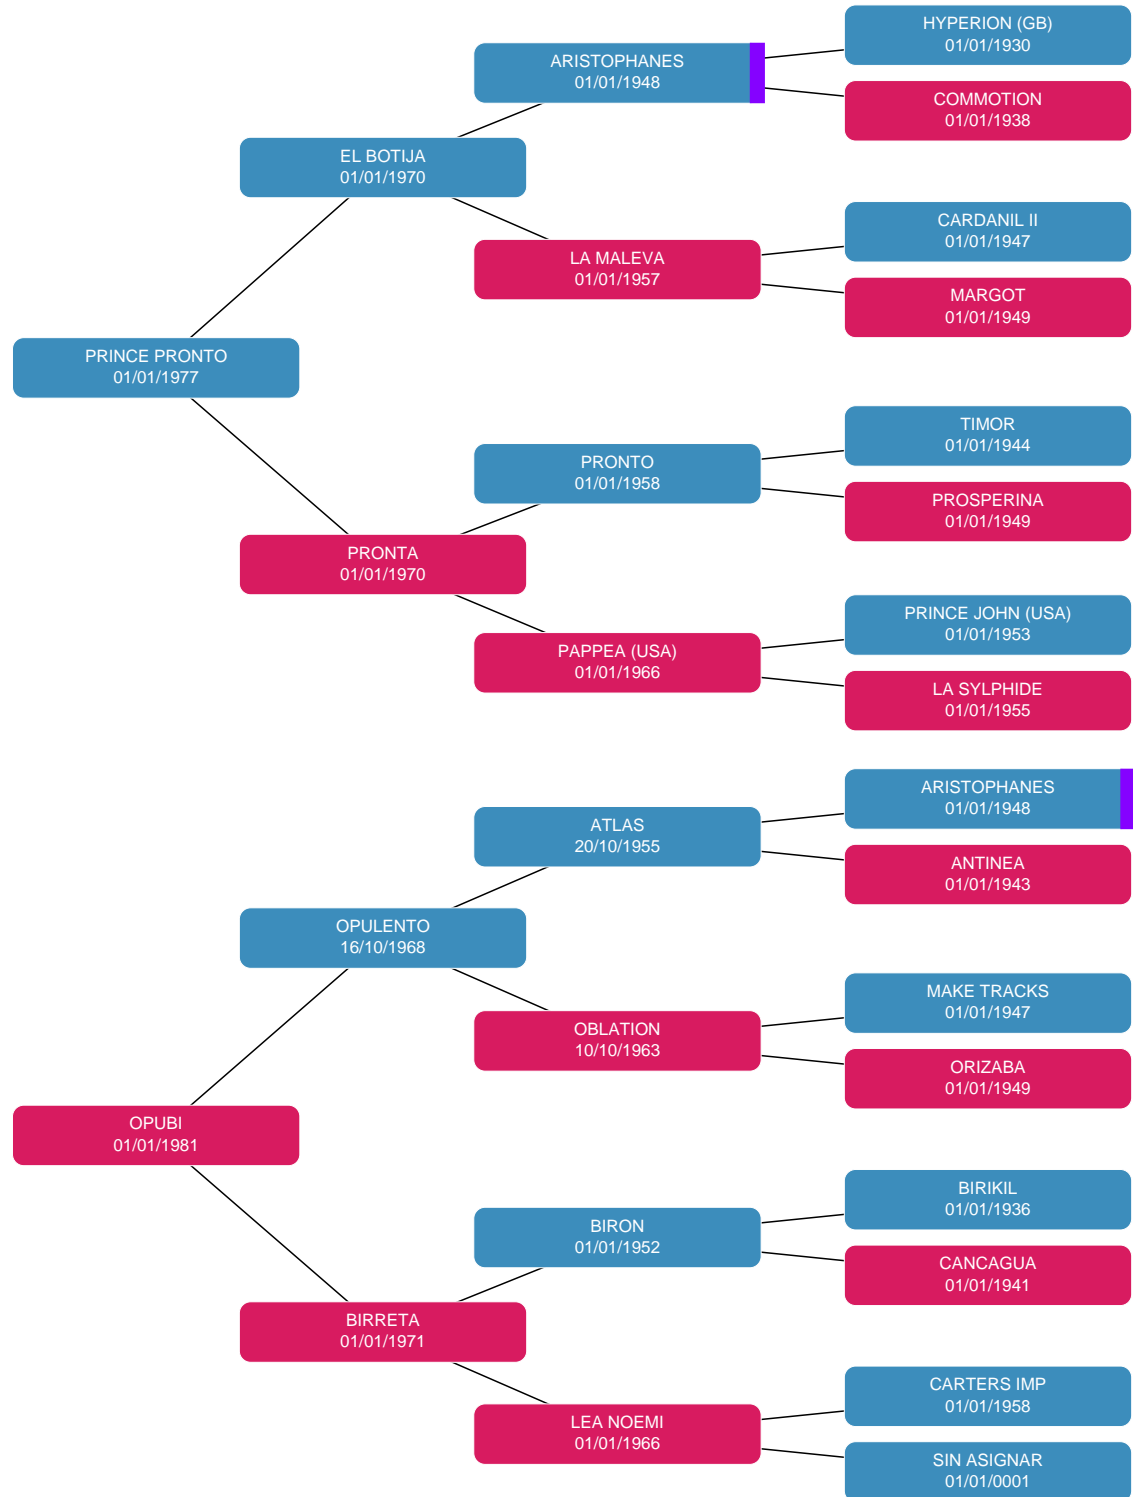 HYPERION (GB)
01/01/1930
ARISTOPHANES
01/01/1948
COMMOTION
01/01/1938
EL BOTIJA
01/01/1970
CARDANIL II
01/01/1947
LA MALEVA
01/01/1957
MARGOT
01/01/1949
PRINCE PRONTO
01/01/1977
TIMOR
01/01/1944
PRONTO
01/01/1958
PROSPERINA
01/01/1949
PRONTA
01/01/1970
PRINCE JOHN (USA)
01/01/1953
PAPPEA (USA)
01/01/1966
LA SYLPHIDE
01/01/1955
ARISTOPHANES
01/01/1948
ATLAS
20/10/1955
ANTINEA
01/01/1943
OPULENTO
16/10/1968
MAKE TRACKS
01/01/1947
OBLATION
10/10/1963
ORIZABA
01/01/1949
OPUBI
01/01/1981
BIRIKIL
01/01/1936
BIRON
01/01/1952
CANCAGUA
01/01/1941
BIRRETA
01/01/1971
CARTERS IMP
01/01/1958
LEA NOEMI
01/01/1966
SIN ASIGNAR
01/01/0001